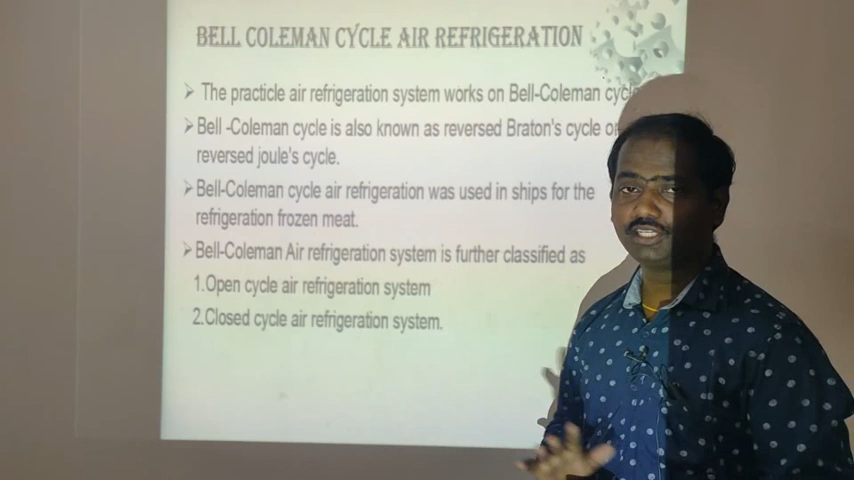 BELL COLEMAN CYCLE AIR REFRIGERATION
➤ The practicle air refrigeration system works on Bell-Coleman cycle
➤ Bell -Coleman cycle is also known as reversed Braton's cycle or
reversed joule's cycle.
➤ Bell-Coleman cycle air refrigeration was used in ships for the
refrigeration frozen meat.
➤ Bell-Coleman Air refrigeration system is further classified as
1.Open cycle air refrigeration system
2.Closed cycle air refrigeration system.